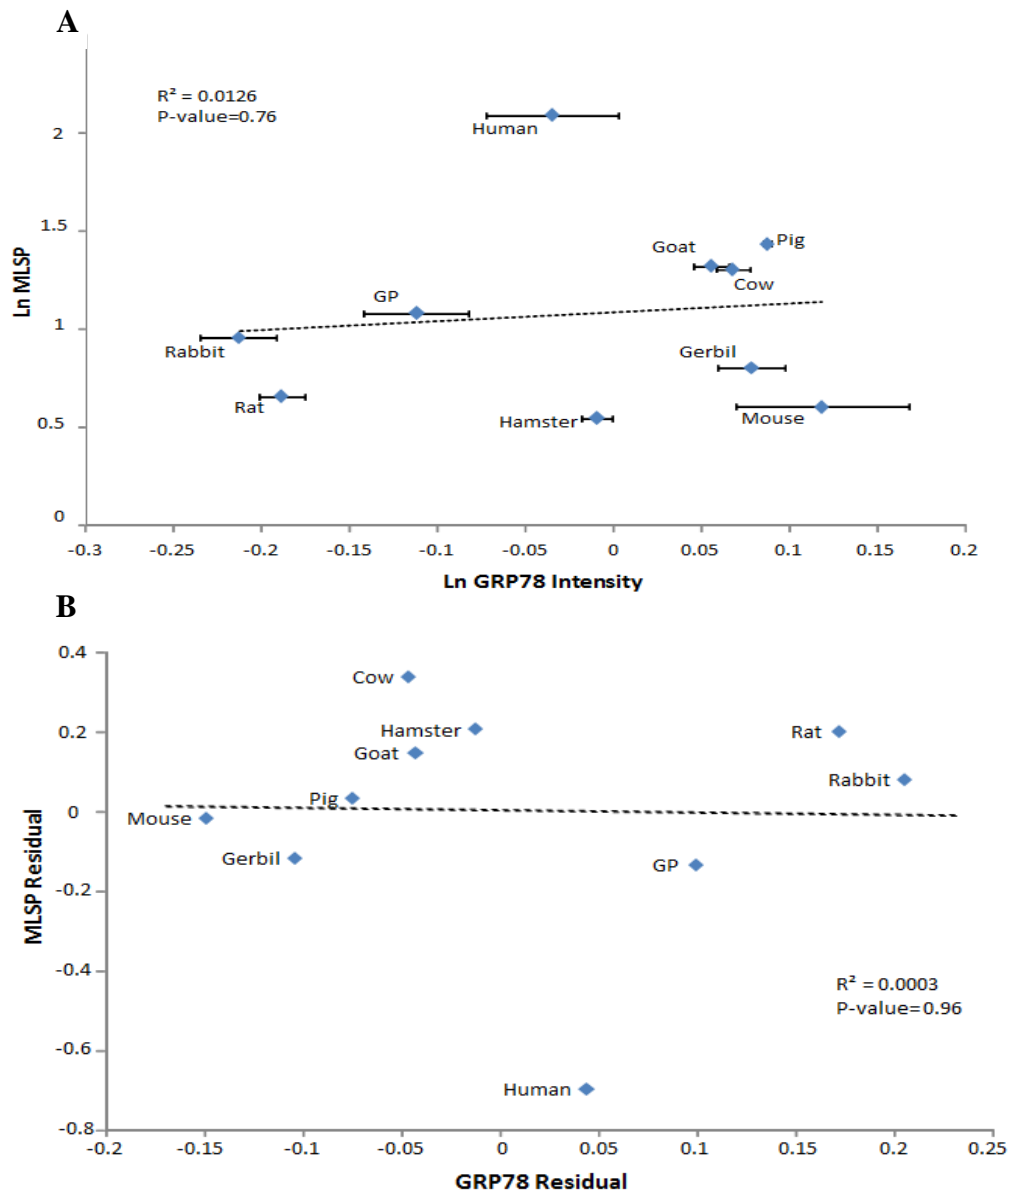 A
R² = 0.0126
P-value=0.76
Human
Pig
Goat
Cow
GP
Rabbit
Gerbil
Rat
Hamster
Mouse
2
1.5
1
0.5
0
Ln MLSP
-0.3 -0.25 -0.2 -0.15 -0.1 -0.05 0 0.05 0.1 0.15 0.2
Ln GRP78 Intensity
B
0.4
0.2
0
-0.2
-0.4
-0.6
-0.8
MLSP Residual
Cow
Hamster
Rat
Goat
Rabbit
Pig
Mouse
Gerbil
GP
R² = 0.0003
P-value=0.96
Human
-0.2 -0.15 -0.1 -0.05 0 0.05 0.1 0.15 0.2 0.25
GRP78 Residual